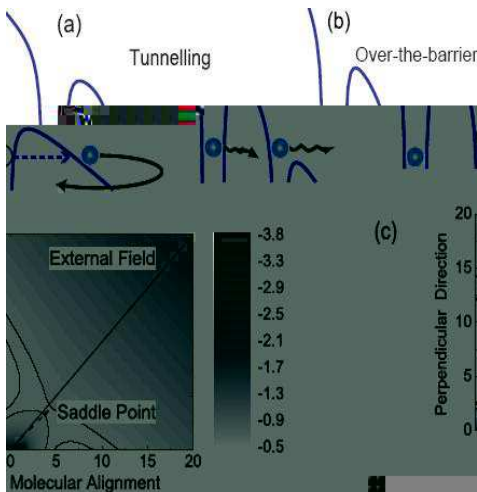 (a)
(b)
Tunnelling
Over-the-barrier
(c)
External Field
Saddle Point
0 5 10 15 20
Molecular Alignment
-3.8
-3.3
-2.9
-2.5
-2.1
-1.7
-1.3
-0.9
-0.5
Perpendicular Direction
20
15
10
5
0